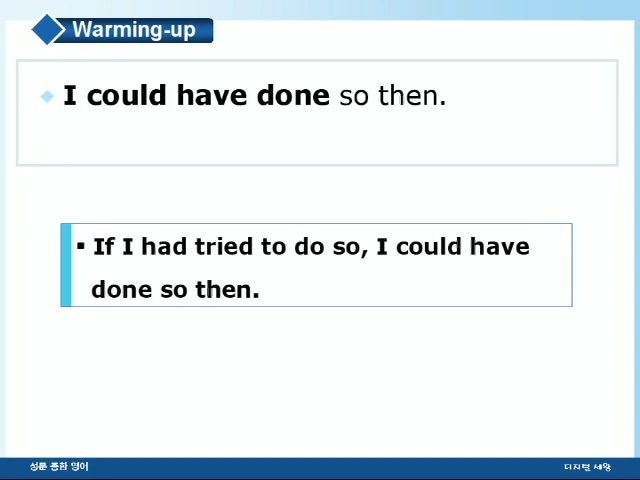 Warming-up
I could have done so then.
▪ If I had tried to do so, I could have
done so then.
성문 종합 영어
디지털 세왕